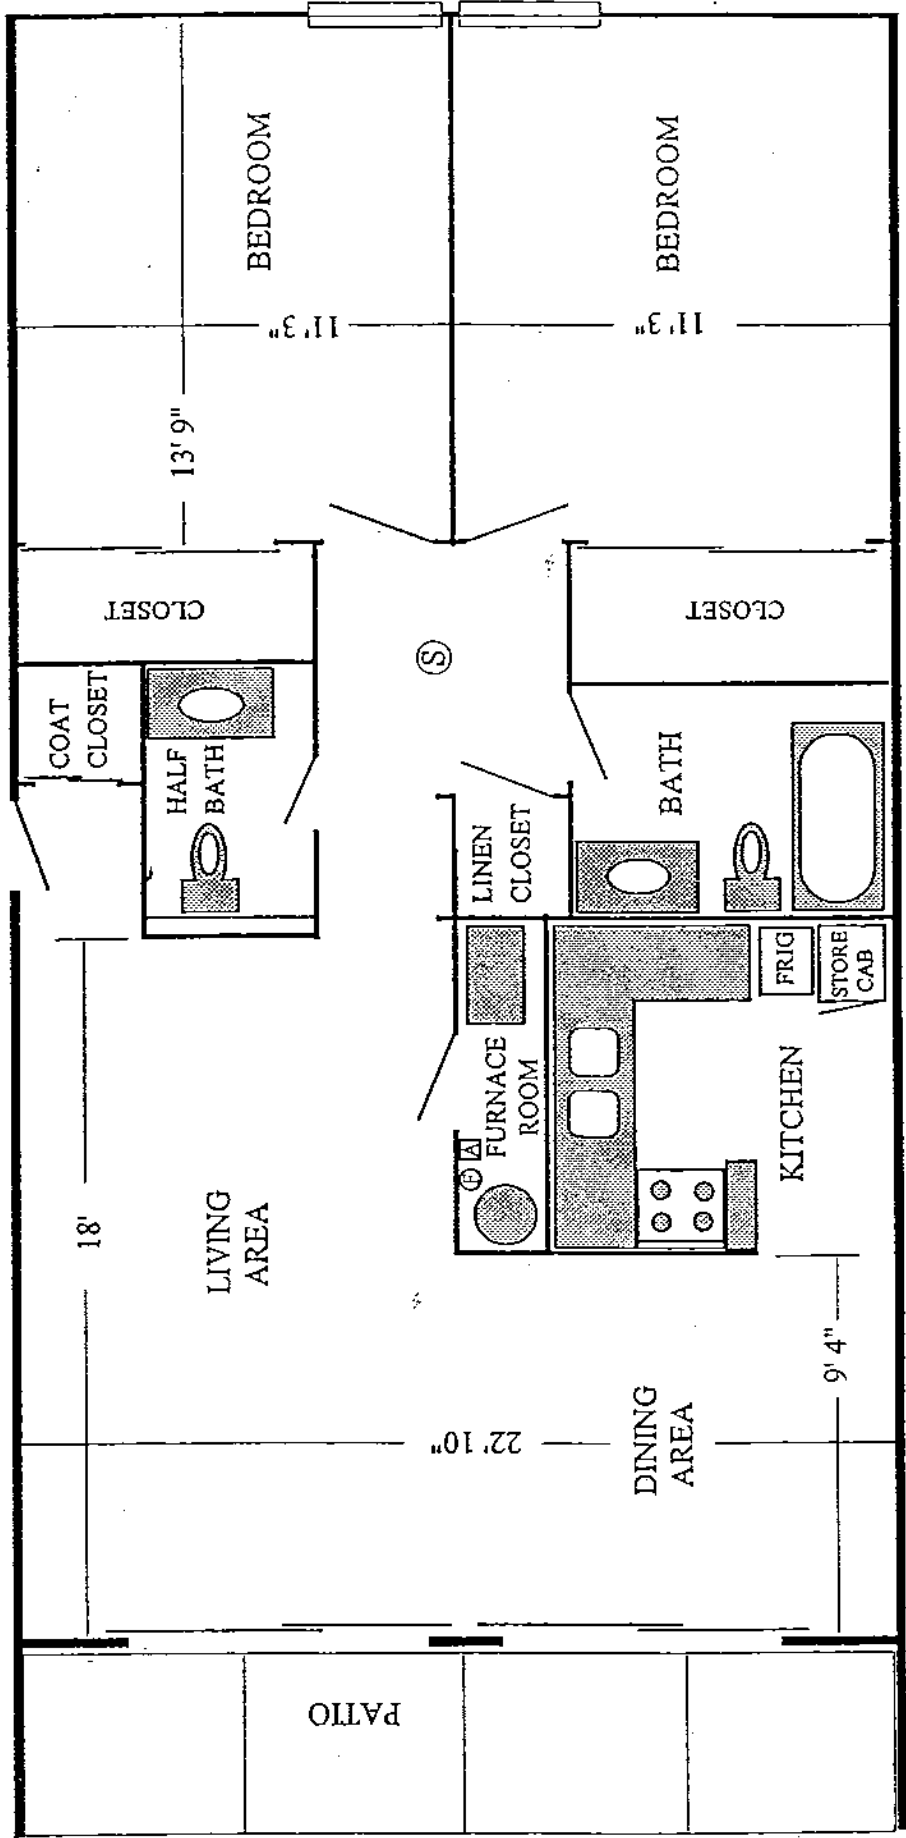 BEDROOM
BEDROOM
11' 3"
11' 3"
13' 9"
CLOSET
CLOSET
COAT
CLOSET
S
HALF
BATH
BATH
LINEN
CLOSET
FRIG
STORE
CAB
FURNACE
ROOM
A
F
KITCHEN
18'
LIVING
AREA
9' 4"
22' 10"
DINING
AREA
PATIO